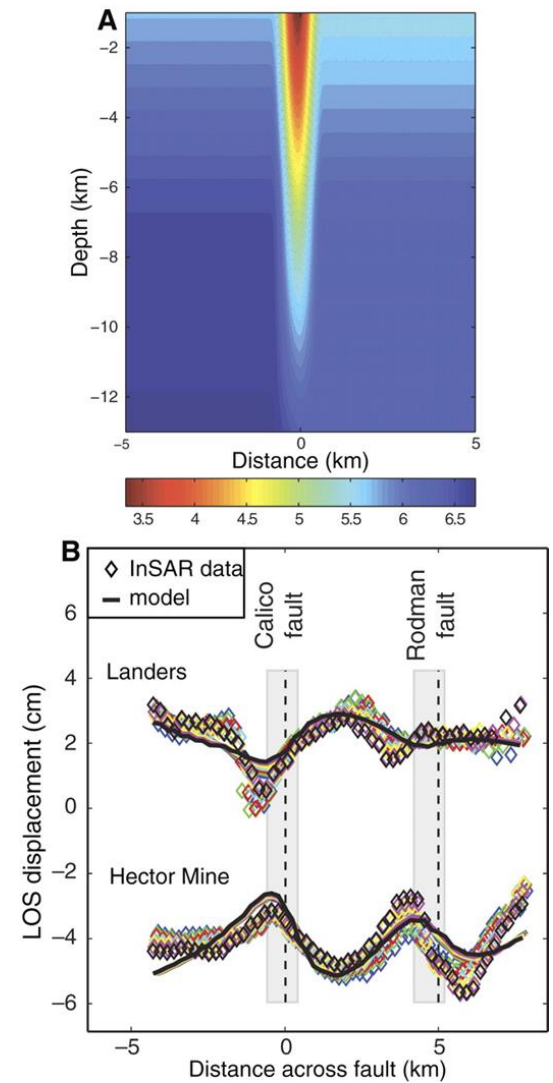 A
−2
−4
−6
−8
−10
−12
Depth (km)
−5
0
5
Distance (km)
3.5
4
4.5
5
5.5
6
6.5
B
InSAR data
model
Calico
fault
Rodman
fault
Landers
Hector Mine
6
4
2
0
−2
−4
−6
LOS displacement (cm)
−5
0
5
Distance across fault (km)